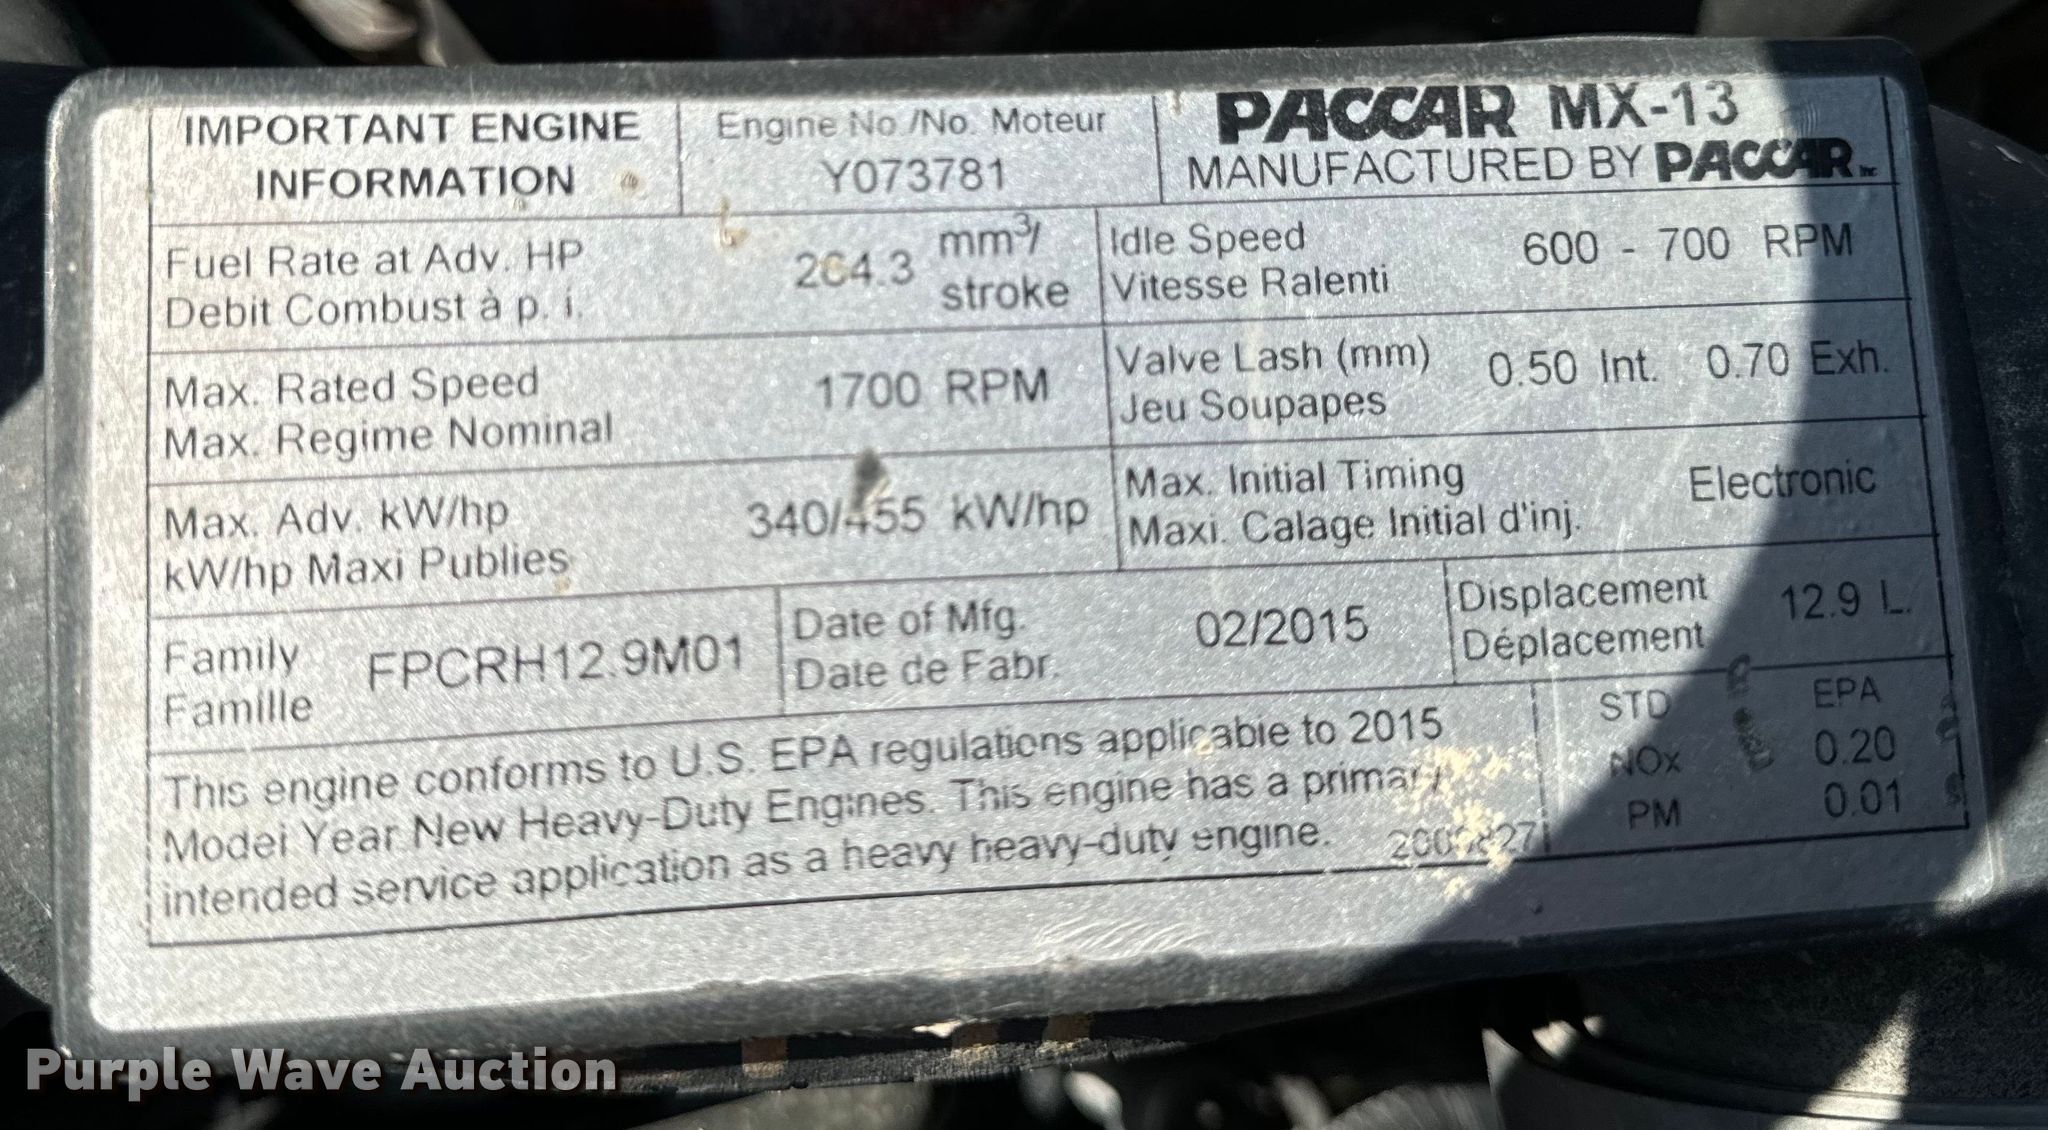 IMPORTANT ENGINE
INFORMATION
Engine No./No. Moteur
Y073781
PACCAR MX-13
MANUFACTURED BY PACCAR Inc
Fuel Rate at Adv. HP
Debit Combust à p. i.
264.3 mm³/
stroke
Idle Speed
Vitesse Ralenti
600 - 700 RPM
Max. Rated Speed
Max. Regime Nominal
1700 RPM
Valve Lash (mm)
Jeu Soupapes
0.50 Int. 0.70 Exh.
Max. Adv. kW/hp
kW/hp Maxi Publies
340/455 kW/hp
Max. Initial Timing
Maxi. Calage Initial d'inj.
Electronic
Family
Famille
FPCRH12.9M01
Date of Mfg.
Date de Fabr.
02/2015
Displacement
Déplacement
12.9 L.
This engine conforms to U.S. EPA regulations applicable to 2015
Model Year New Heavy-Duty Engines. This engine has a primary
intended service application as a heavy heavy-duty engine.
STD EPA
NOx 0.20
PM 0.01
Purple Wave Auction